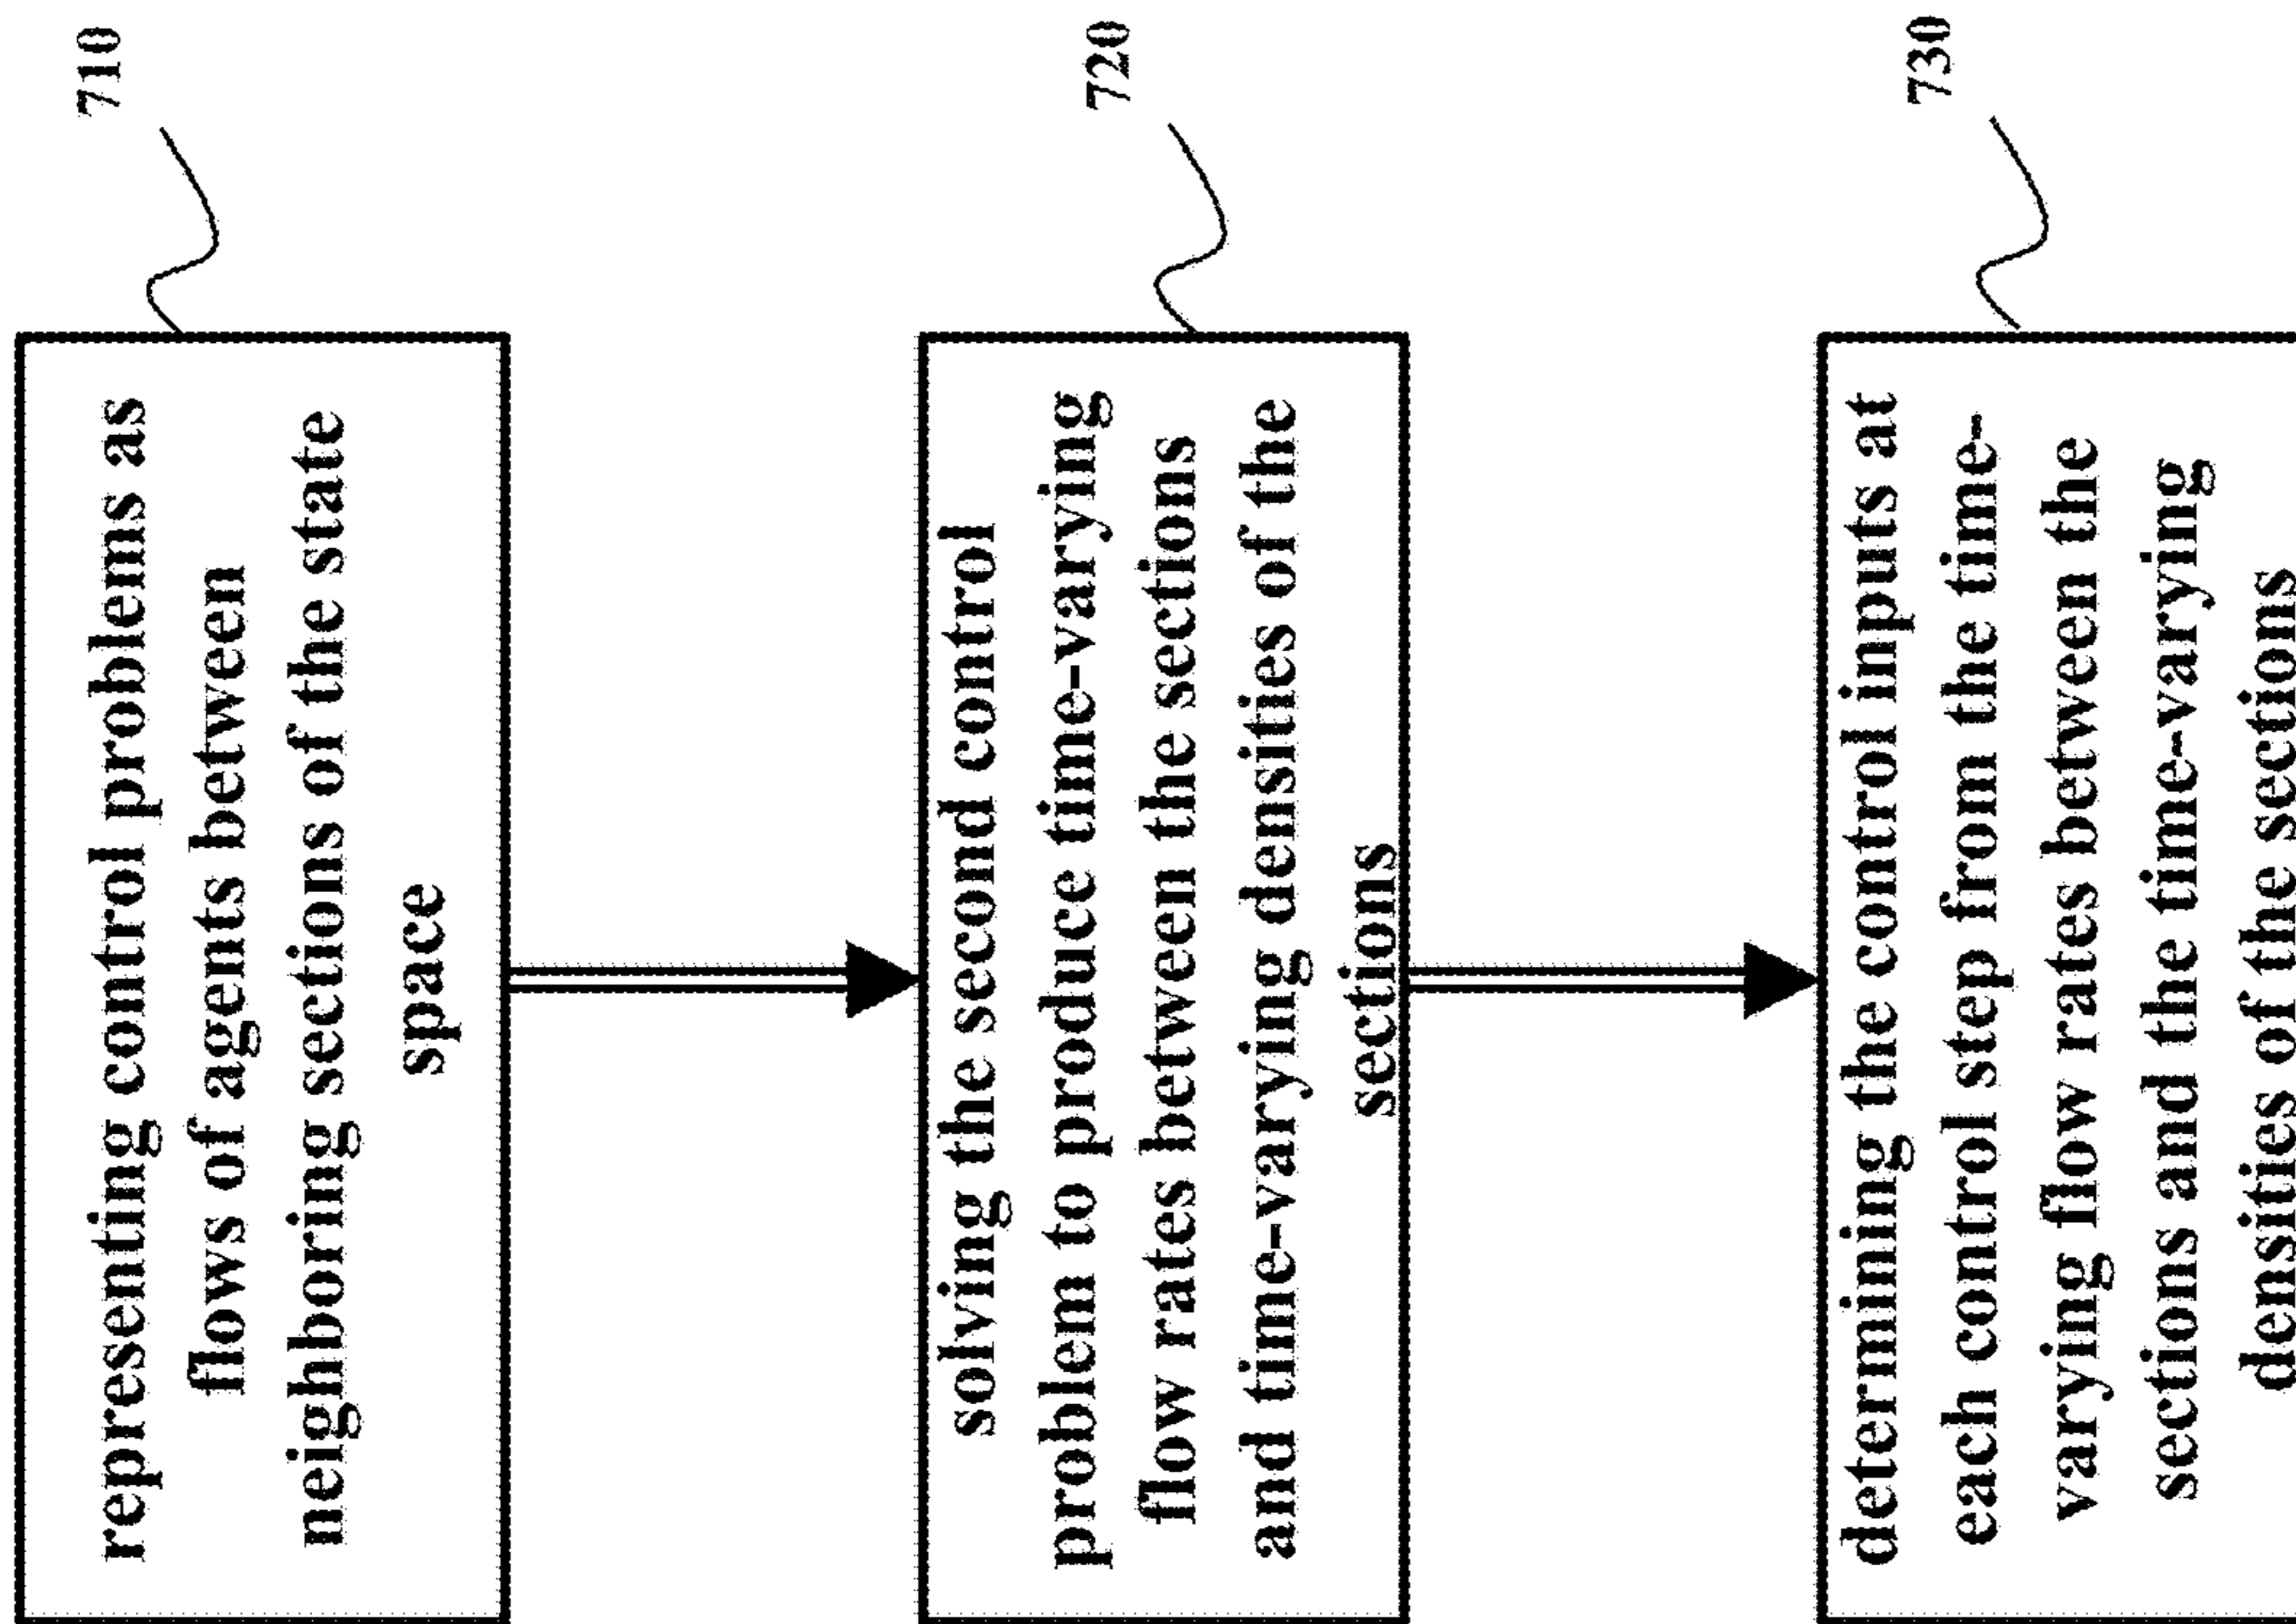 710
representing control problems as
flows of agents between
neighboring sections of the state
space
720
solving the second control
problem to produce time-varying
flow rates between the sections
and time-varying densities of the
sections
730
determining the control inputs at
each control step from the time-
varying flow rates between the
sections and the time-varying
densities of the sections